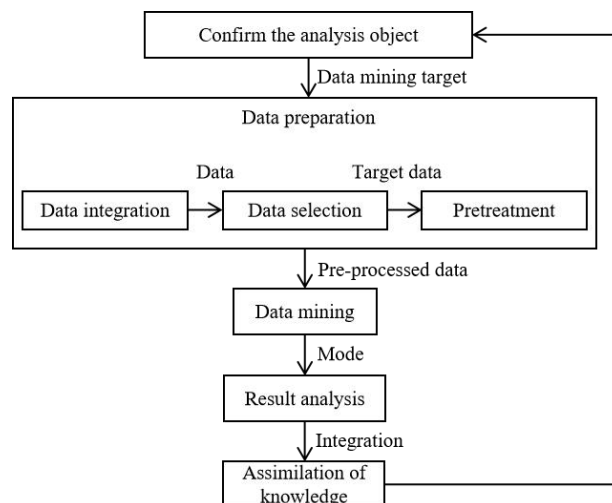 Confirm the analysis object
Data mining target
Data preparation
Data
Target data
Data integration
Data selection
Pretreatment
Pre-processed data
Data mining
Mode
Result analysis
Integration
Assimilation of
knowledge